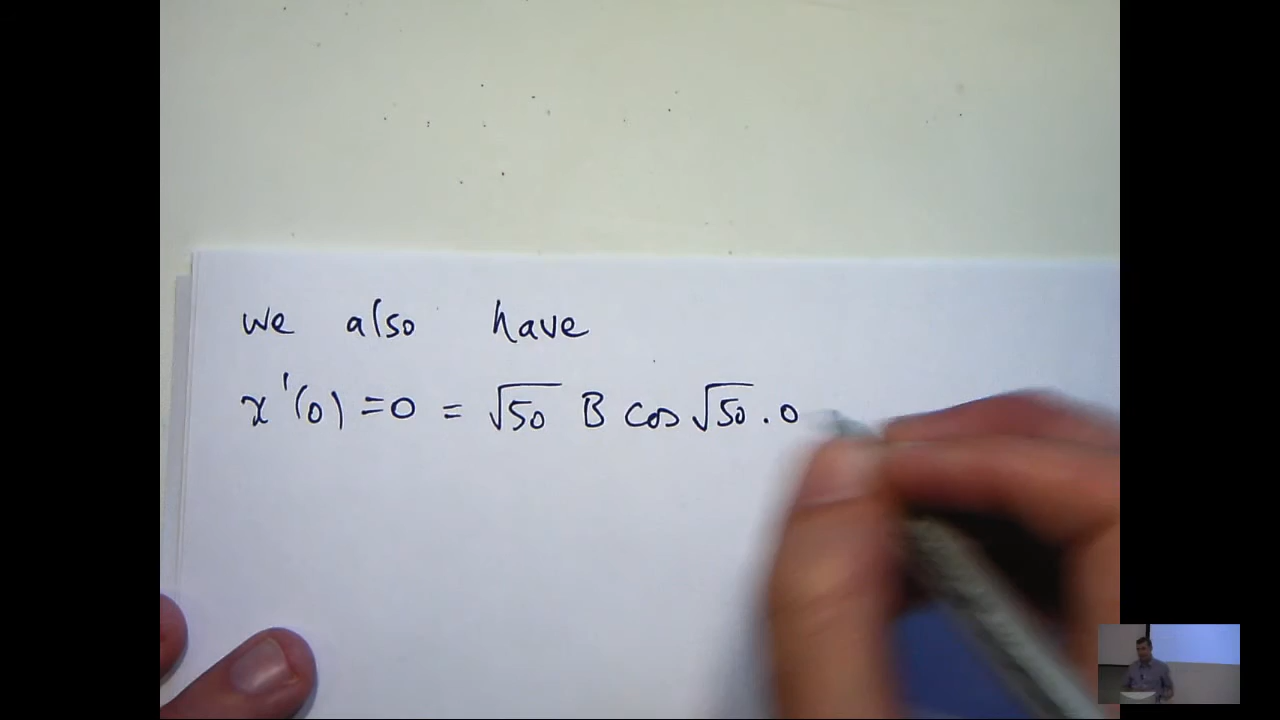 we also have
x'(0) = 0 = √50 B cos √50 . 0